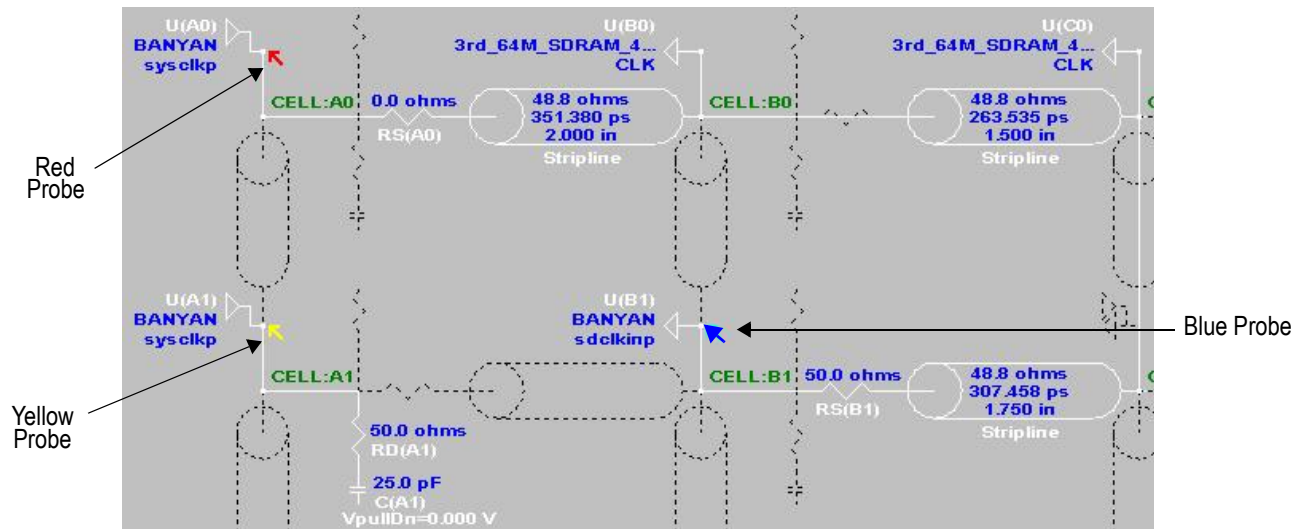 U(A0)
BANYAN
sysclkp
U(B0)
3rd_64M_SDRAM_4...
CLK
U(C0)
3rd_64M_SDRAM_4...
CLK
CELL:A0
0.0 ohms
RS(A0)
48.8 ohms
351.380 ps
2.000 in
Stripline
CELL:B0
48.8 ohms
263.535 ps
1.500 in
Stripline
C
Red
Probe
U(A1)
BANYAN
sysclkp
U(B1)
BANYAN
sdclkinp
Blue Probe
CELL:A1
CELL:B1
50.0 ohms
RS(B1)
48.8 ohms
307.458 ps
1.750 in
Stripline
C
Yellow
Probe
50.0 ohms
RD(A1)
25.0 pF
C(A1)
VpullDn=0.000 V